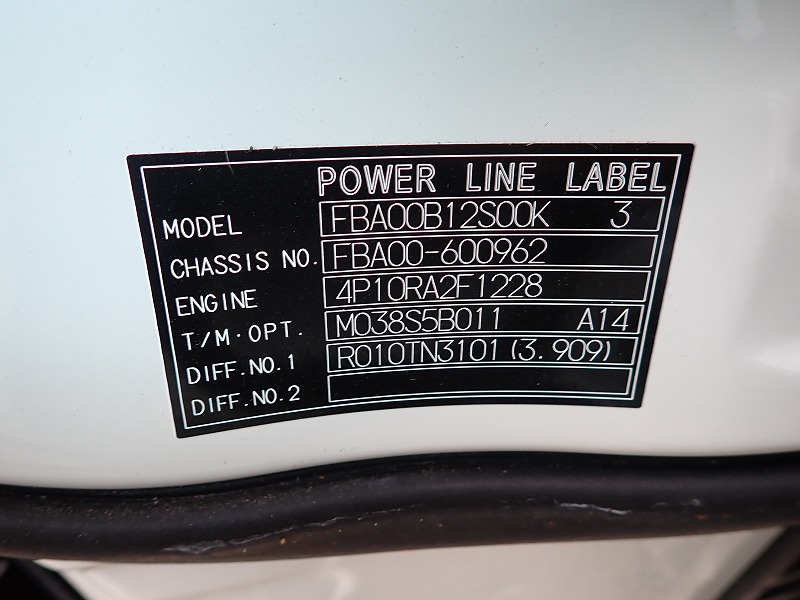 POWER LINE LABEL
MODEL FBA00B12S00K 3
CHASSIS NO. FBA00-600962
ENGINE 4P10RA2F1228
T/M·OPT. M038S5B011 A14
DIFF.NO.1 R010TN3101 (3.909)
DIFF.NO.2